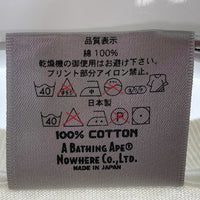 品質表示
綿 100%
乾燥機の御使用はお避け下さい。
プリント部分アイロン禁止。
40
日本製
40 P
100% COTTON
A BATHING APE®
NOWHERE CO., LTD.
MADE IN JAPAN